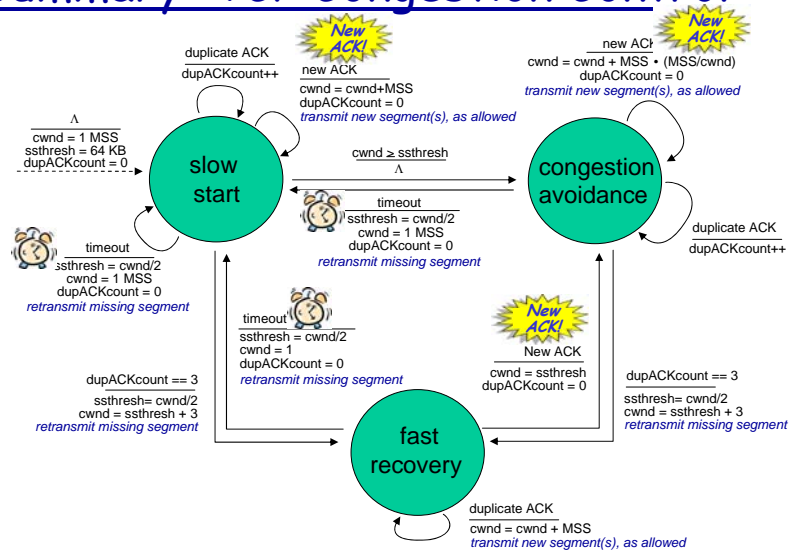 New
ACK!
duplicate ACK
dupACKcount++
new ACK
cwnd = cwnd+MSS
dupACKcount = 0
transmit new segment(s), as allowed
New
ACK!
new ACK
cwnd = cwnd + MSS • (MSS/cwnd)
dupACKcount = 0
transmit new segment(s), as allowed
Λ
cwnd = 1 MSS
ssthresh = 64 KB
dupACKcount = 0
slow
start
cwnd ≥ ssthresh
Λ
congestion
avoidance
timeout
ssthresh = cwnd/2
cwnd = 1 MSS
dupACKcount = 0
retransmit missing segment
duplicate ACK
dupACKcount++
timeout
ssthresh = cwnd/2
cwnd = 1 MSS
dupACKcount = 0
retransmit missing segment
timeout
ssthresh = cwnd/2
cwnd = 1
dupACKcount = 0
retransmit missing segment
New
ACK!
New ACK
cwnd = ssthresh
dupACKcount = 0
dupACKcount == 3
ssthresh= cwnd/2
cwnd = ssthresh + 3
retransmit missing segment
dupACKcount == 3
ssthresh= cwnd/2
cwnd = ssthresh + 3
retransmit missing segment
fast
recovery
duplicate ACK
cwnd = cwnd + MSS
transmit new segment(s), as allowed